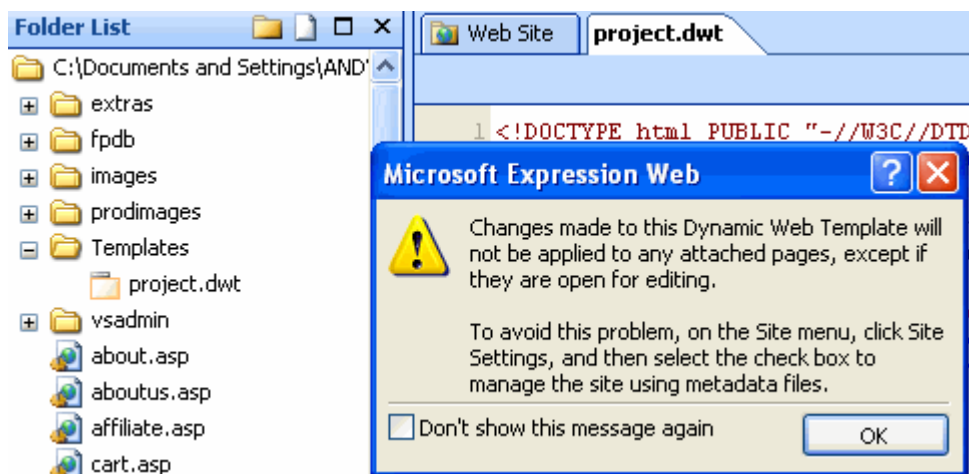 Folder List
Web Site
project.dwt
C:\Documents and Settings\AND
extras
1 <!DOCTYPE html PUBLIC "-//W3C//DTD
fpdb
images
prodimages
Templates
project.dwt
vsadmin
about.asp
aboutus.asp
affiliate.asp
cart.asp
Microsoft Expression Web
Changes made to this Dynamic Web Template will
not be applied to any attached pages, except if
they are open for editing.
To avoid this problem, on the Site menu, click Site
Settings, and then select the check box to
manage the site using metadata files.
Don't show this message again
OK